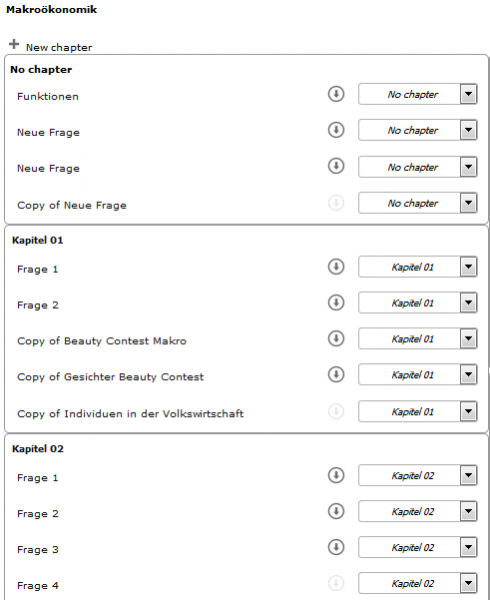 Makroökonomik
New chapter
No chapter
Funktionen No chapter
Neue Frage No chapter
Neue Frage No chapter
Copy of Neue Frage No chapter
Kapitel 01
Frage 1 Kapitel 01
Frage 2 Kapitel 01
Copy of Beauty Contest Makro Kapitel 01
Copy of Gesichter Beauty Contest Kapitel 01
Copy of Individuen in der Volkswirtschaft Kapitel 01
Kapitel 02
Frage 1 Kapitel 02
Frage 2 Kapitel 02
Frage 3 Kapitel 02
Frage 4 Kapitel 02